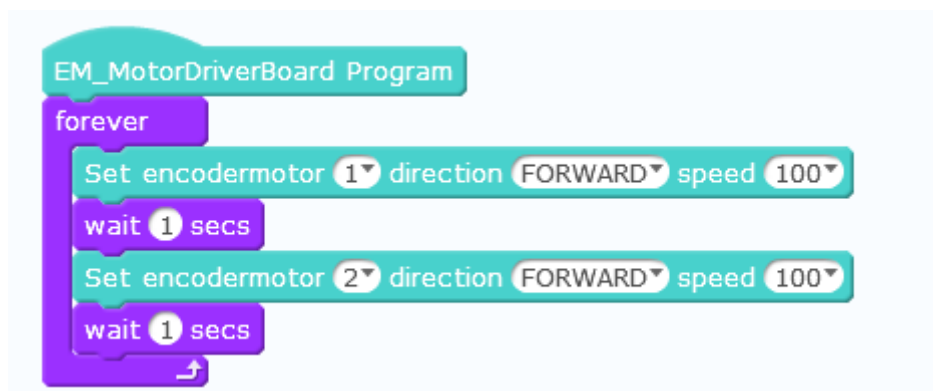 EM_MotorDriverBoard Program
forever
Set encodermotor 1 direction FORWARD speed 100
wait 1 secs
Set encodermotor 2 direction FORWARD speed 100
wait 1 secs